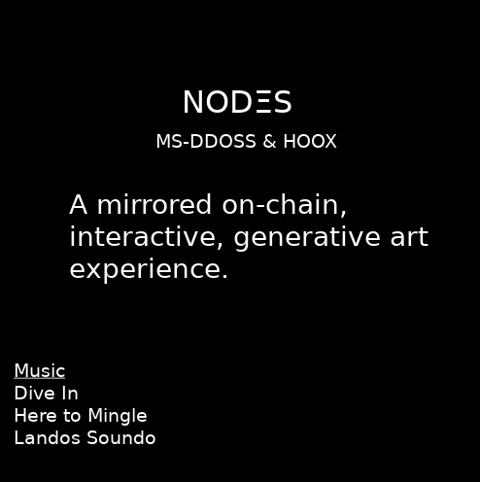 NODΞS
MS-DDOSS & HOOX
A mirrored on-chain,
interactive, generative art
experience.
Music
Dive In
Here to Mingle
Landos Soundo